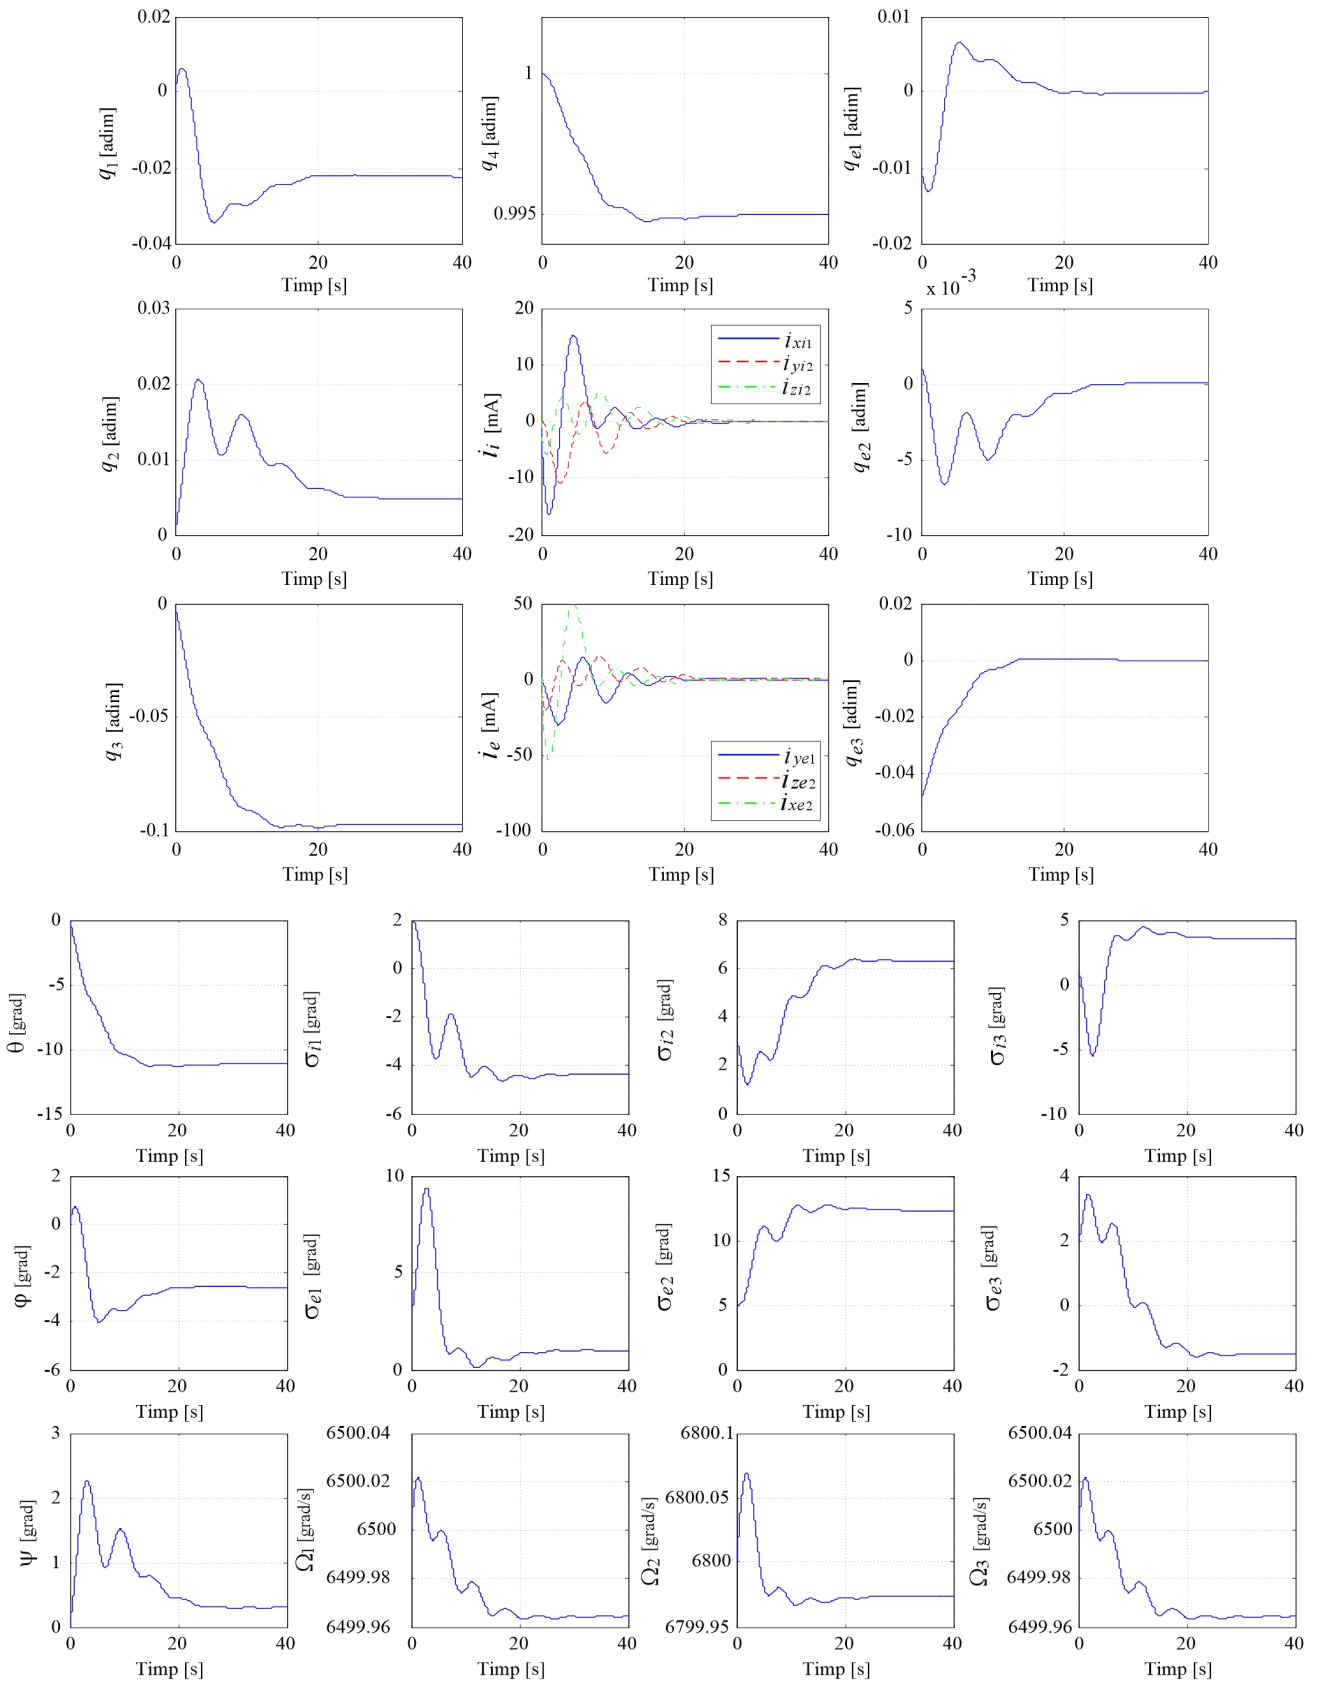 0.02
0
-0.02
-0.04
q1 [adim]
0 20 40
Timp [s]
1
0.995
q4 [adim]
0 20 40
Timp [s]
0.01
0
-0.01
-0.02
qe1 [adim]
0 20 40
Timp [s]
0.03
0.02
0.01
0
q2 [adim]
0 20 40
Timp [s]
20
10
0
-10
-20
ii [mA]
ixi1
iyi2
izi2
0 20 40
Timp [s]
x 10-3
5
0
-5
-10
qe2 [adim]
0 20 40
Timp [s]
0
-0.05
-0.1
q3 [adim]
0 20 40
Timp [s]
50
0
-50
-100
ie [mA]
iye1
ize2
ixe2
0 20 40
Timp [s]
0.02
0
-0.02
-0.04
-0.06
qe3 [adim]
0 20 40
Timp [s]
0
-5
-10
-15
θ [grad]
0 20 40
Timp [s]
2
0
-2
-4
-6
σi1 [grad]
0 20 40
Timp [s]
8
6
4
2
0
σi2 [grad]
0 20 40
Timp [s]
5
0
-5
-10
σi3 [grad]
0 20 40
Timp [s]
2
0
-2
-4
-6
φ [grad]
0 20 40
Timp [s]
10
5
0
σe1 [grad]
0 20 40
Timp [s]
15
10
5
0
σe2 [grad]
0 20 40
Timp [s]
4
2
0
-2
σe3 [grad]
0 20 40
Timp [s]
3
2
1
0
ψ [grad]
0 20 40
Timp [s]
6500.04
6500.02
6500
6499.98
6499.96
Ω1 [grad/s]
0 20 40
Timp [s]
6800.1
6800.05
6800
6799.95
Ω2 [grad/s]
0 20 40
Timp [s]
6500.04
6500.02
6500
6499.98
6499.96
Ω3 [grad/s]
0 20 40
Timp [s]